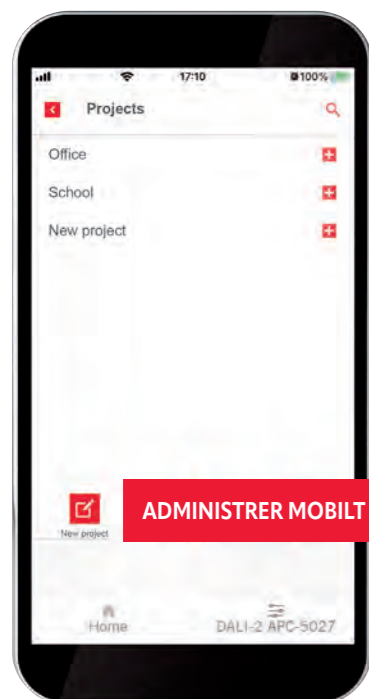 17:10 100%
Projects
Office
School
New project
ADMINISTRER MOBILT
New project
Home DALI-2 APC-5027